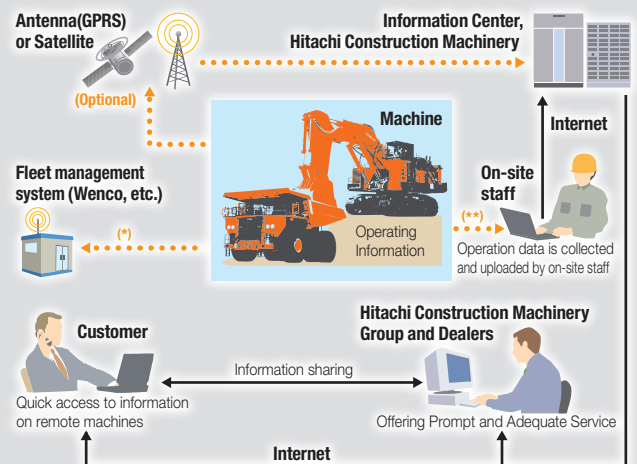 Antenna(GPRS)
or Satellite
Information Center,
Hitachi Construction Machinery
(Optional)
Machine
Internet
Fleet management
system (Wenco, etc.)
On-site
staff
(*)
(**)
Operating
Information
Operation data is collected
and uploaded by on-site staff
Customer
Hitachi Construction Machinery
Group and Dealers
Information sharing
Quick access to information
on remote machines
Offering Prompt and Adequate Service
Internet